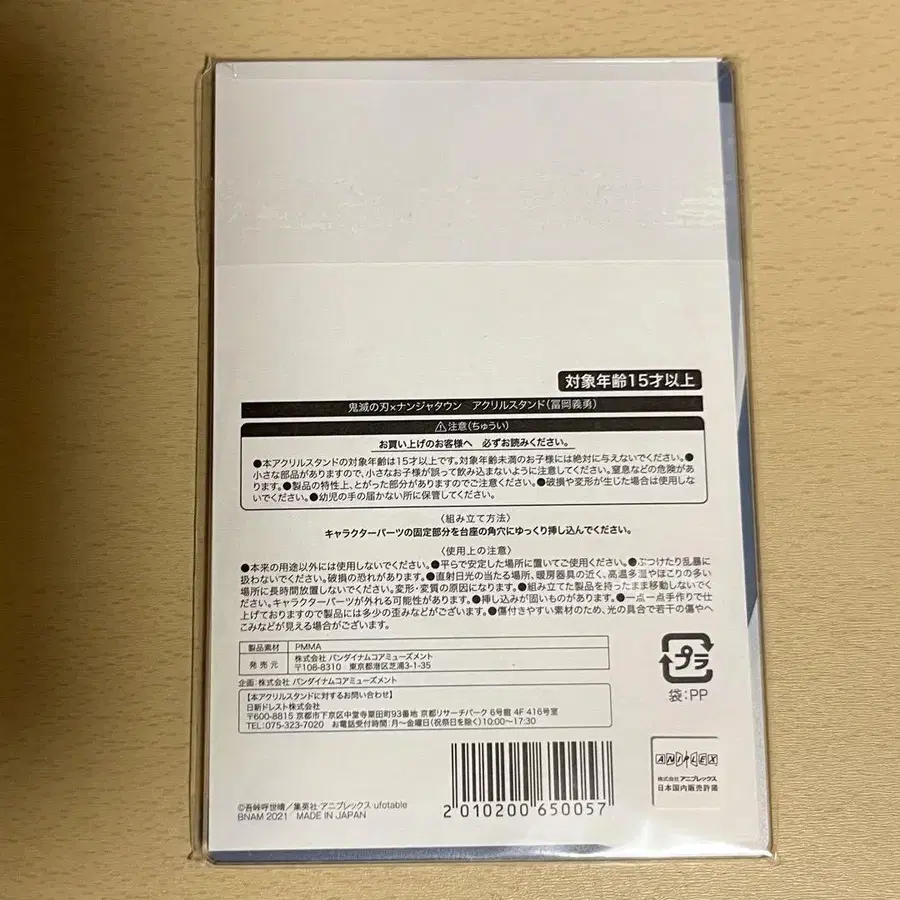 対象年齢15才以上
鬼滅の刃×ナンジャタウン　アクリルスタンド(冨岡義勇)
⚠注意(ちゅうい)
お買い上げのお客様へ　必ずお読みください。
●本アクリルスタンドの対象年齢は15才以上です。対象年齢未満のお子様には絶対に与えないでください。●
小さな部品がありますので、小さなお子様が誤って飲み込まないように注意してください。窒息などの危険があ
ります。●製品の特性上、とがった部分がありますのでご注意ください。●破損や変形が生じた場合は使用し
ないでください。●幼児の手の届かない所に保管してください。
〈組み立て方法〉
キャラクターパーツの固定部分を台座の角穴にゆっくり挿し込んでください。
〈使用上の注意〉
●本来の用途以外には使用しないでください。●平らで安定した場所に置いてご使用ください。●ぶつけたり乱暴に
扱わないでください。破損の恐れがあります。●直射日光の当たる場所、暖房器具の近く、高温多湿やほこりの多い
場所に長時間放置しないでください。変形・変質の原因になります。●組み立てた製品を持ったまま移動しないでく
ださい。キャラクターパーツが外れる可能性があります。●挿し込みが固いものがあります。●一点一点手作りで仕
上げておりますので製品には多少の歪みなどがございます。●傷付きやすい素材のため、光の具合で若干の傷やへ
こみなどが見える場合がございます。
製品素材　PMMA
発売元　株式会社 バンダイナムコアミューズメント
〒108-8310　東京都港区芝浦3-1-35
企画：株式会社 バンダイナムコアミューズメント
【本アクリルスタンドに対するお問い合わせ】
日新ドレスト株式会社
〒600-8815 京都市下京区中堂寺粟田町93番地 京都リサーチパーク 6号館 4F 416号室
TEL:075-323-7020　お電話受付時間:月〜金曜日(祝祭日を除く)10:00〜17:30
プラ
袋:PP
ANIPLEX
株式会社 アニプレックス
日本国内販売許諾
©吾峠呼世晴／集英社・アニプレックス・ufotable
BNAM 2021　MADE IN JAPAN
2 010200 650057